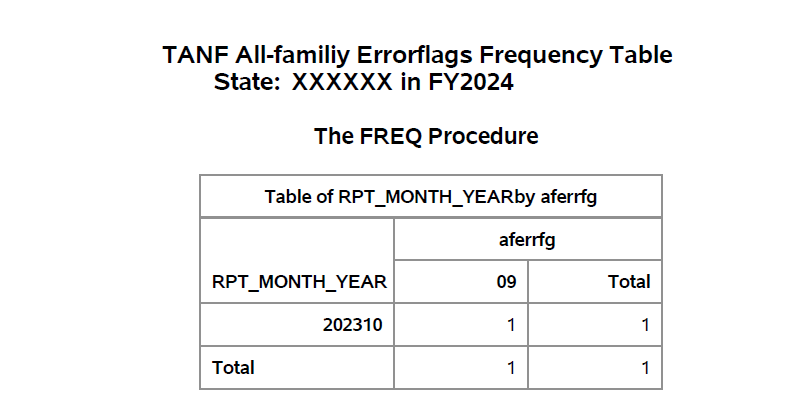 TANF All-familiy Errorflags Frequency Table
State: XXXXXX in FY2024
The FREQ Procedure
Table of RPT_MONTH_YEARby aferrfg
aferrfg
RPT_MONTH_YEAR 09 Total
202310 1 1
Total 1 1